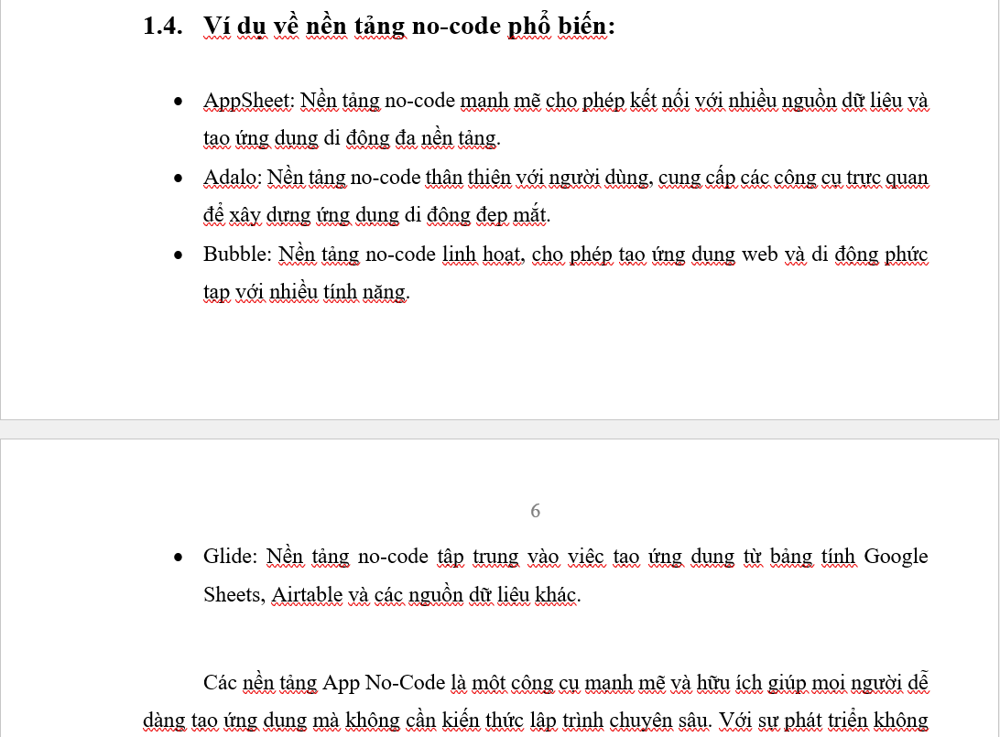 1.4. Ví dụ về nền tảng no-code phổ biến:
• AppSheet: Nền tảng no-code mạnh mẽ cho phép kết nối với nhiều nguồn dữ liệu và
tạo ứng dụng di động đa nền tảng.
• Adalo: Nền tảng no-code thân thiện với người dùng, cung cấp các công cụ trực quan
để xây dựng ứng dụng di động đẹp mắt.
• Bubble: Nền tảng no-code linh hoạt, cho phép tạo ứng dụng web và di động phức
tạp với nhiều tính năng.
6
• Glide: Nền tảng no-code tập trung vào việc tạo ứng dụng từ bảng tính Google
Sheets, Airtable và các nguồn dữ liệu khác.
Các nền tảng App No-Code là một công cụ mạnh mẽ và hữu ích giúp mọi người dễ
dàng tạo ứng dụng mà không cần kiến thức lập trình chuyên sâu. Với sự phát triển không